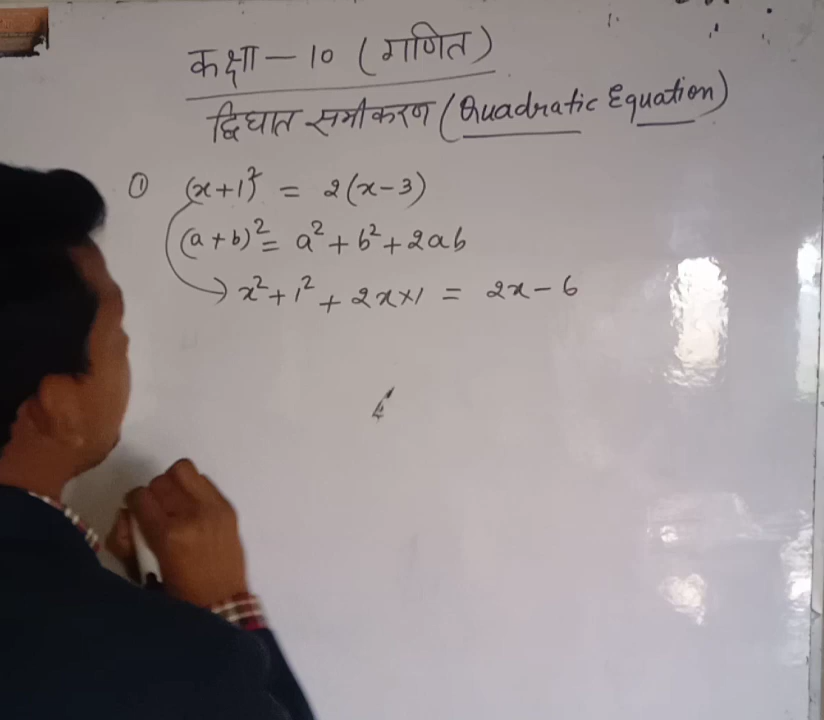 कक्षा – 10 ( गणित )
द्विघात समीकरण ( Quadratic Equation )
① (x+1)² = 2(x-3)
(a+b)² = a² + b² + 2ab
x² + 1² + 2x×1 = 2x - 6